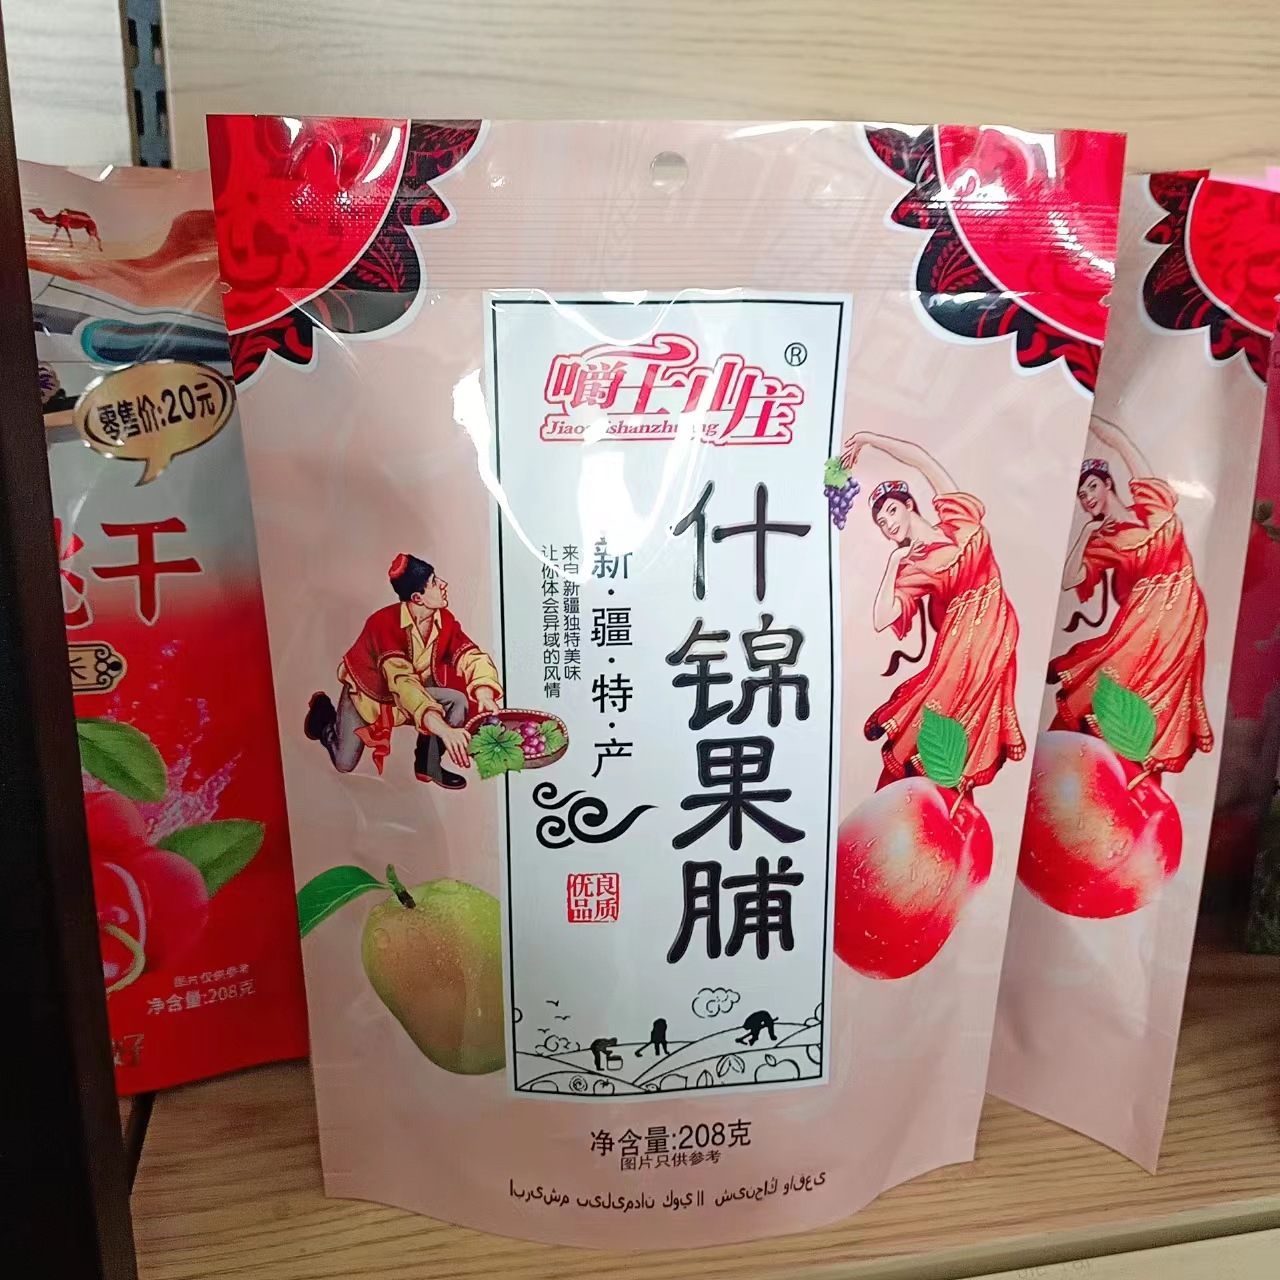 嚼士山庄
®
什锦果脯
新·疆·特·产
来自新疆独特美味
让你体会异域的风情
优良品质
净含量:208克
图片只供参考
零售价:20元
干
图片仅供参考
净含量:208克
好